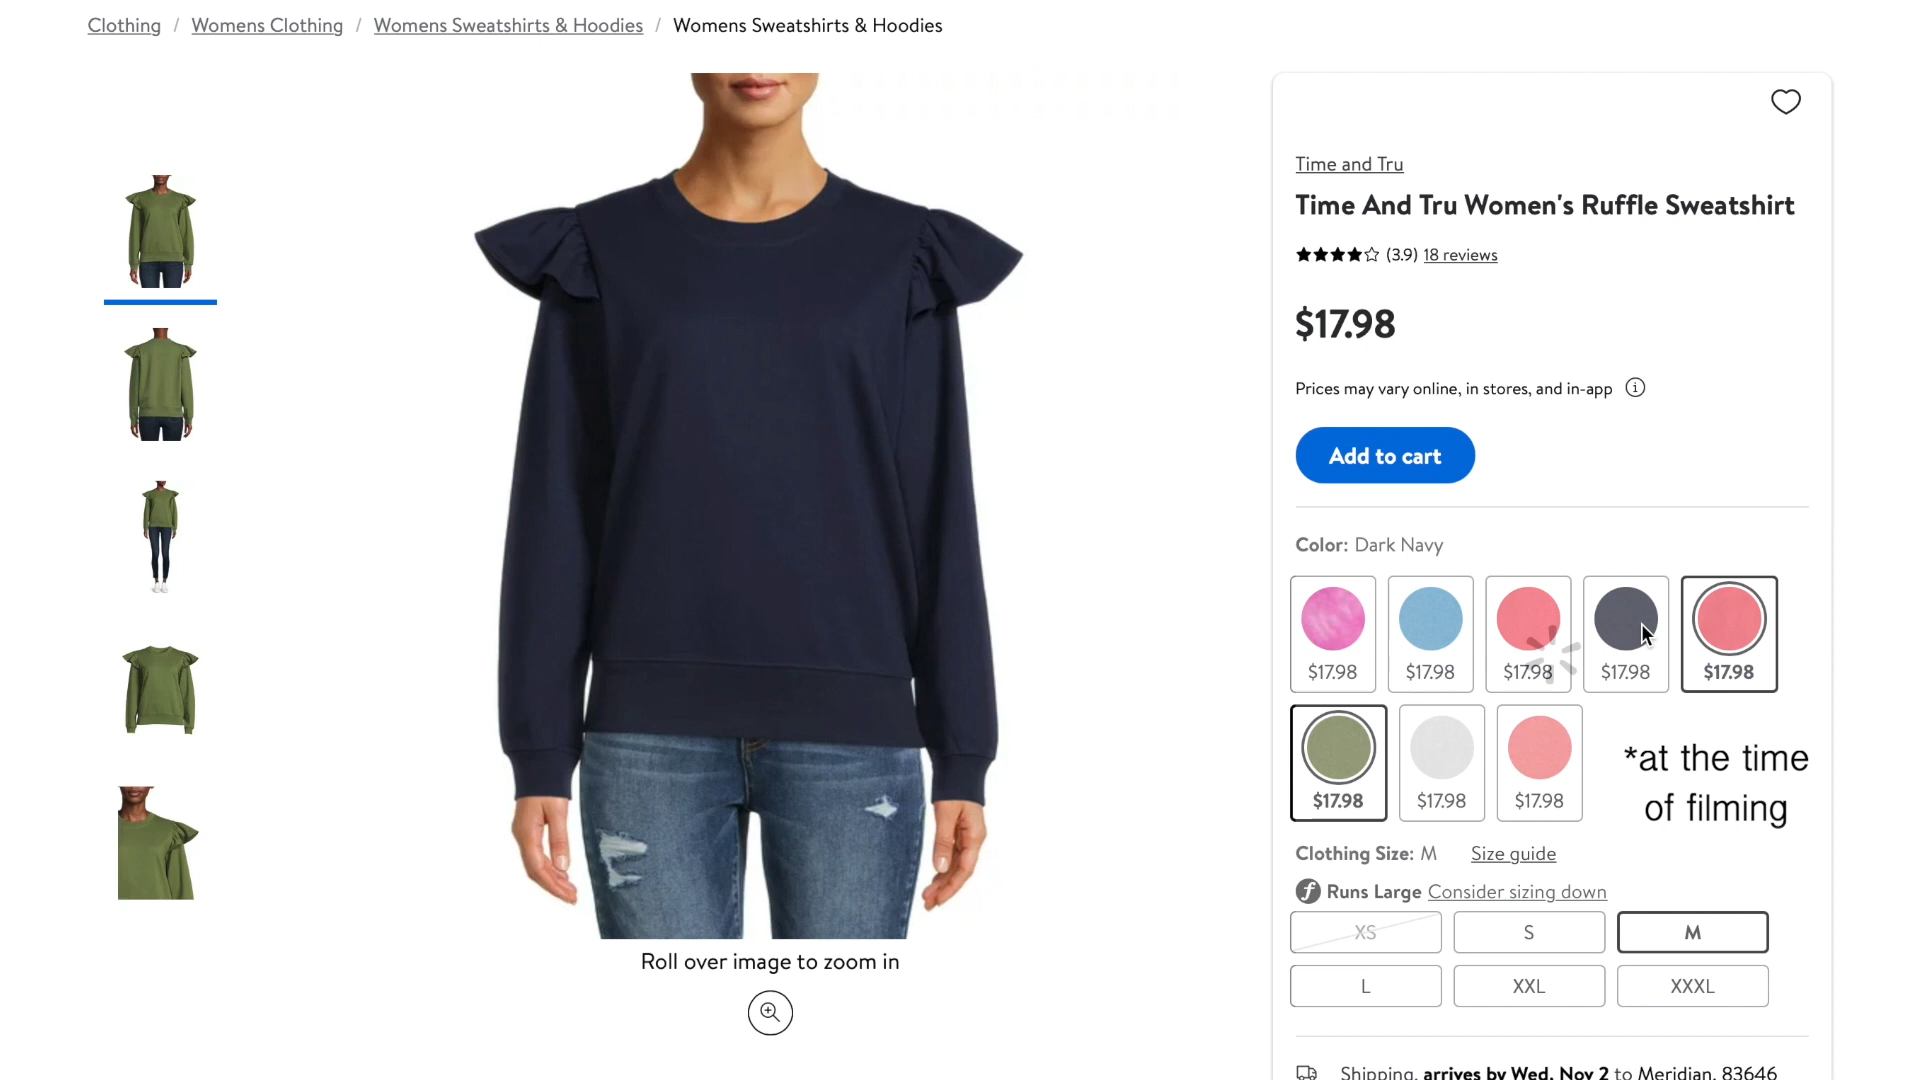 Clothing / Womens Clothing / Womens Sweatshirts & Hoodies / Womens Sweatshirts & Hoodies
Time and Tru
Time And Tru Women's Ruffle Sweatshirt
(3.9) 18 reviews
$17.98
Prices may vary online, in stores, and in-app
Add to cart
Color: Dark Navy
$17.98 $17.98 $17.98 $17.98 $17.98
$17.98 $17.98 $17.98
*at the time
of filming
Clothing Size: M Size guide
Runs Large Consider sizing down
XS S M
L XXL XXXL
Roll over image to zoom in
Shipping, arrives by Wed, Nov 2 to Meridian, 83646